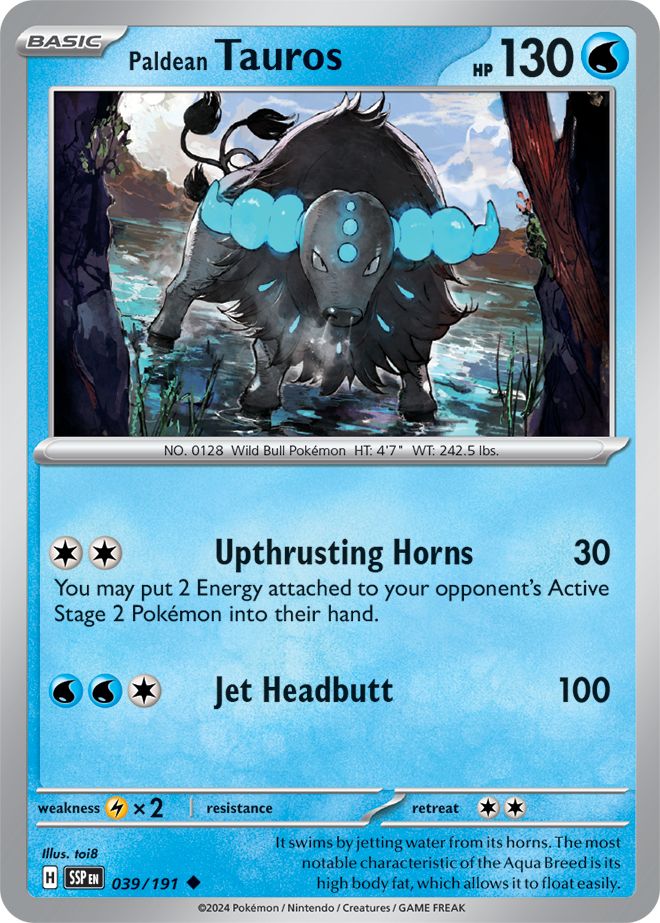 BASIC
Paldean Tauros HP 130
NO. 0128 Wild Bull Pokémon HT: 4'7" WT: 242.5 lbs.
Upthrusting Horns 30
You may put 2 Energy attached to your opponent's Active
Stage 2 Pokémon into their hand.
Jet Headbutt 100
weakness ×2 resistance retreat
Illus. toi8
It swims by jetting water from its horns. The most
notable characteristic of the Aqua Breed is its
high body fat, which allows it to float easily.
H SSP EN 039/191
©2024 Pokémon / Nintendo / Creatures / GAME FREAK